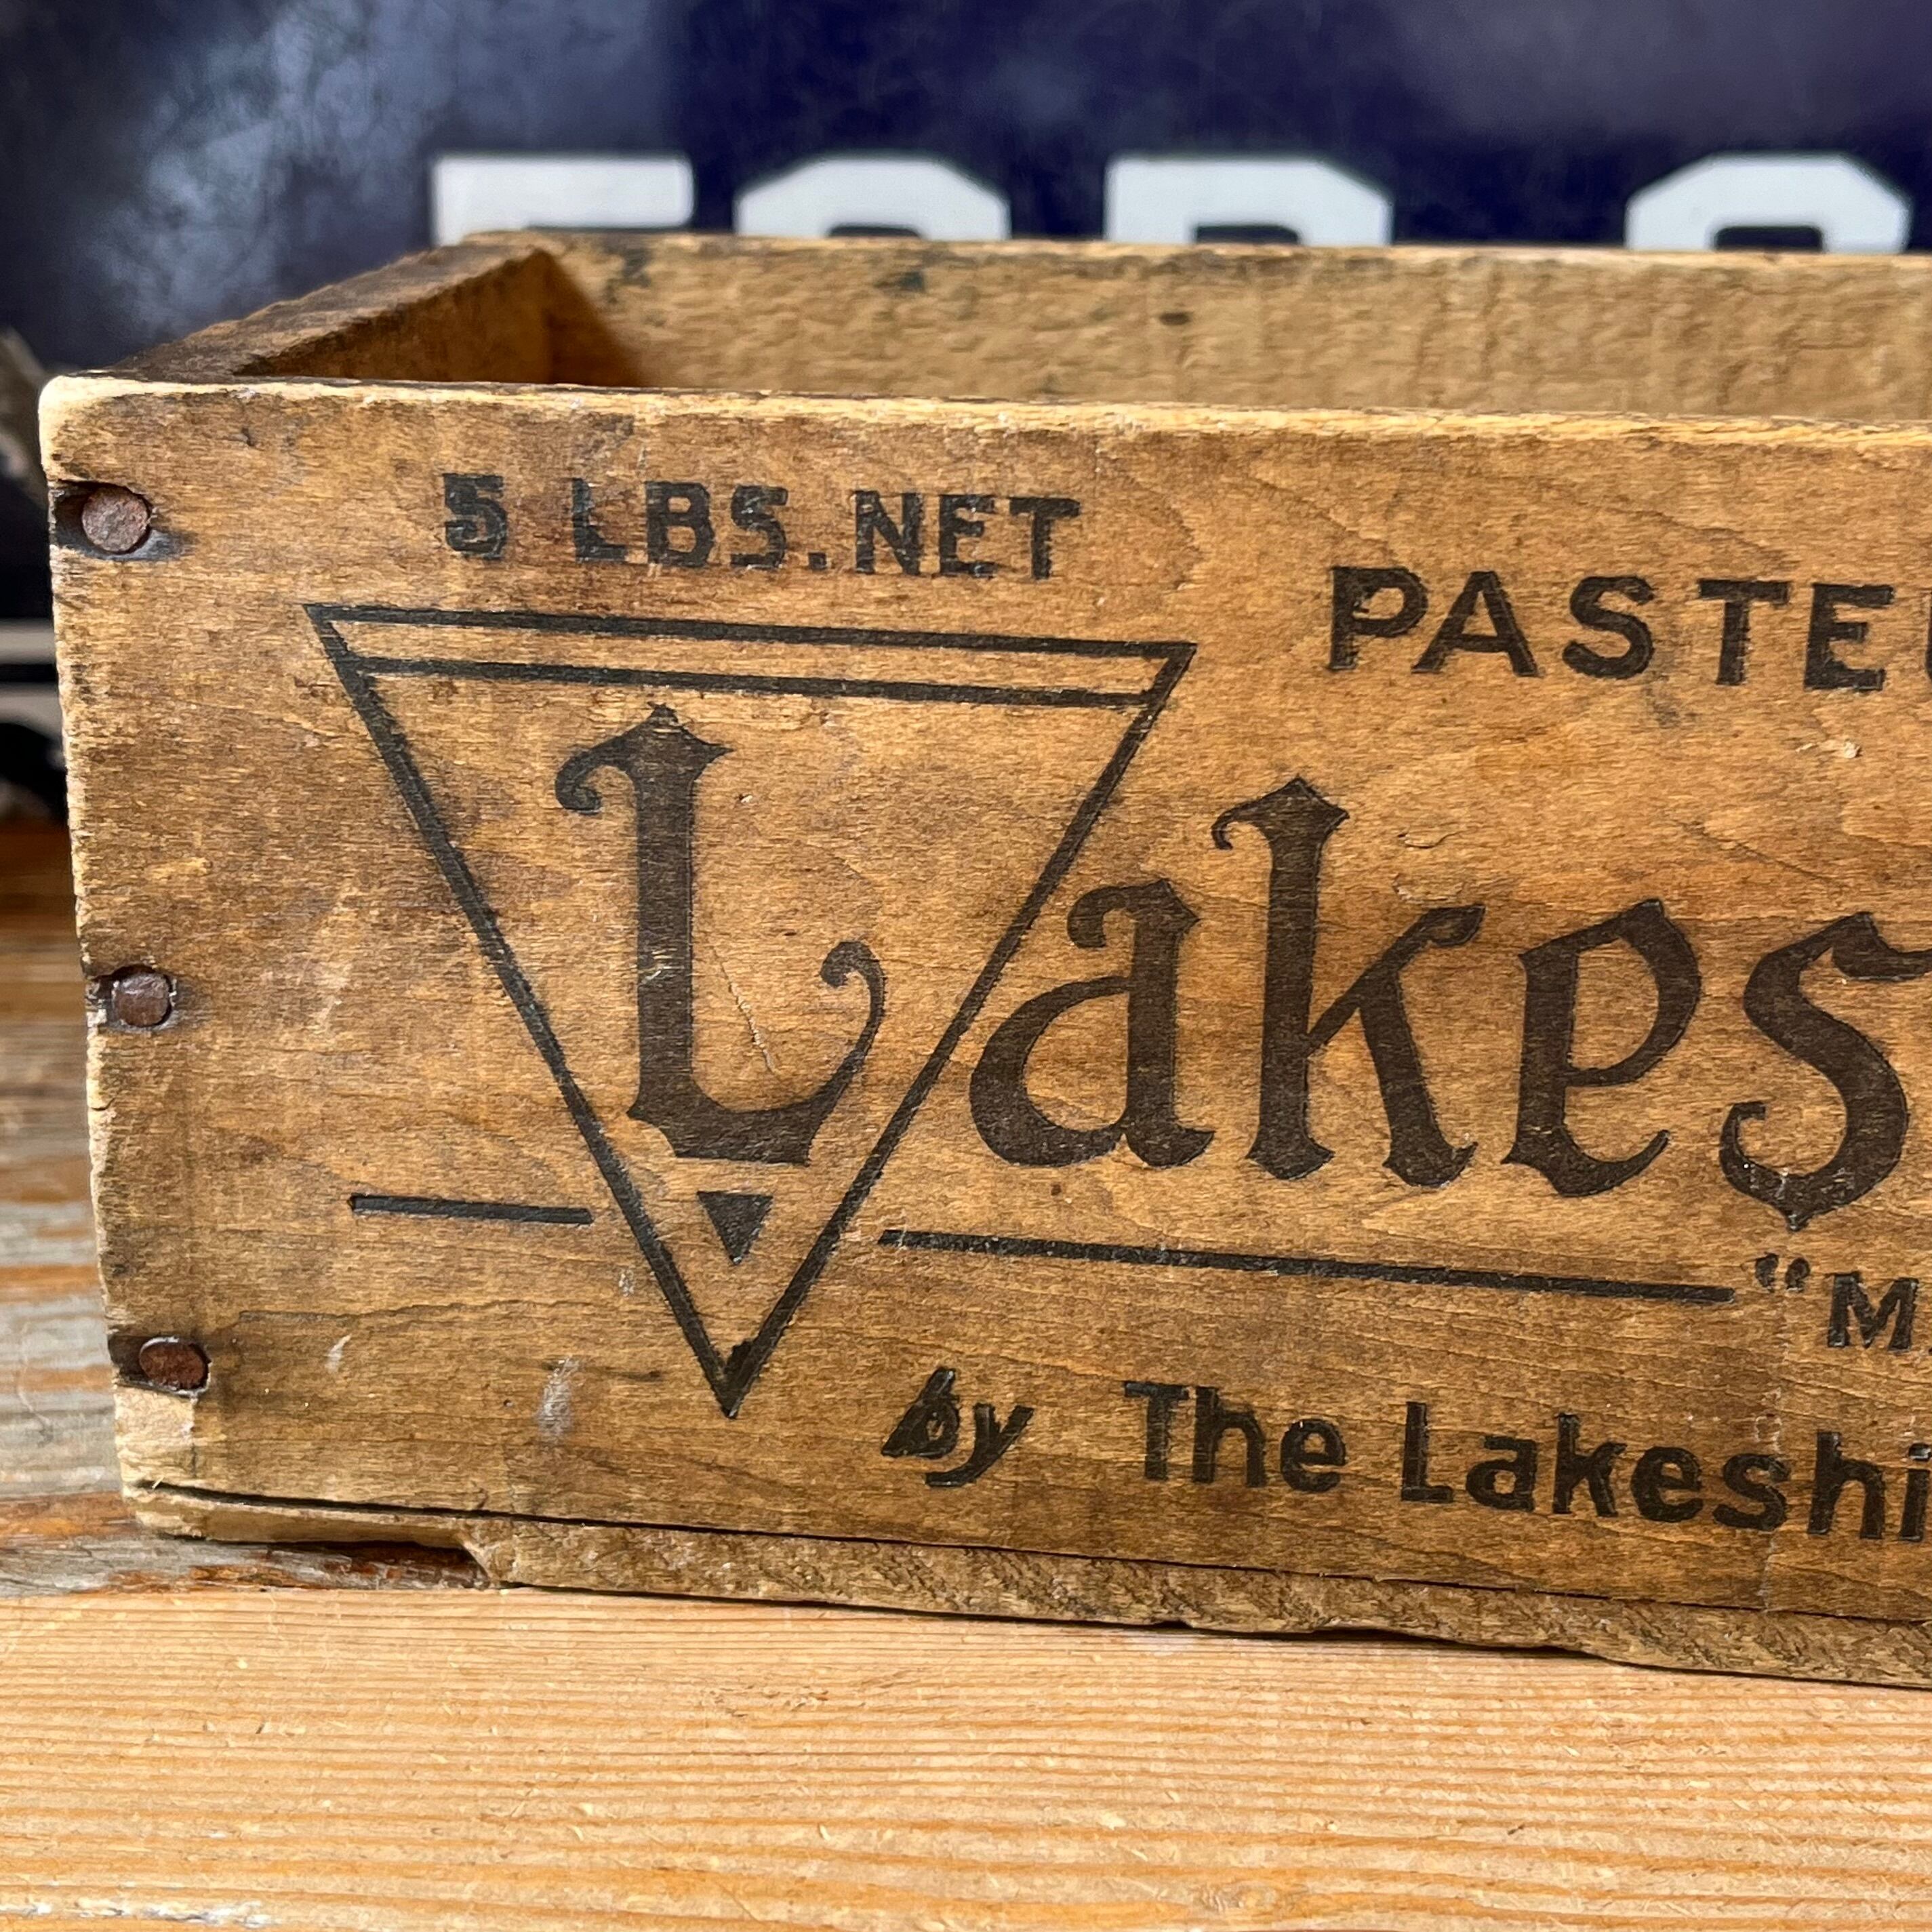 5 LBS. NET
PASTE
Lakes
"M
by The Lakeshi